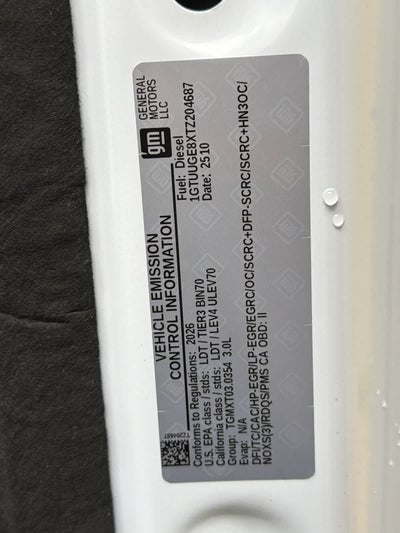 gm
GENERAL
MOTORS
LLC
VEHICLE EMISSION
CONTROL INFORMATION
Fuel: Diesel
1GTUUGE8XTZ204687
Date: 2510
Conforms to Regulations: 2026
U.S. EPA class / stds: LDT / TIER3 BIN70
California class / stds: LDT / LEV4 ULEV70
Group: TGMXT03.0354 3.0L
Evap: N/A
DFI/TC/CAC/HP-EGR/LP-EGR/EGRC/OC/SCRC+DFP-SCRC/SCRC+HN3OC/
NOXS(3)/RDQS/PMS CA OBD: II
TZ204687